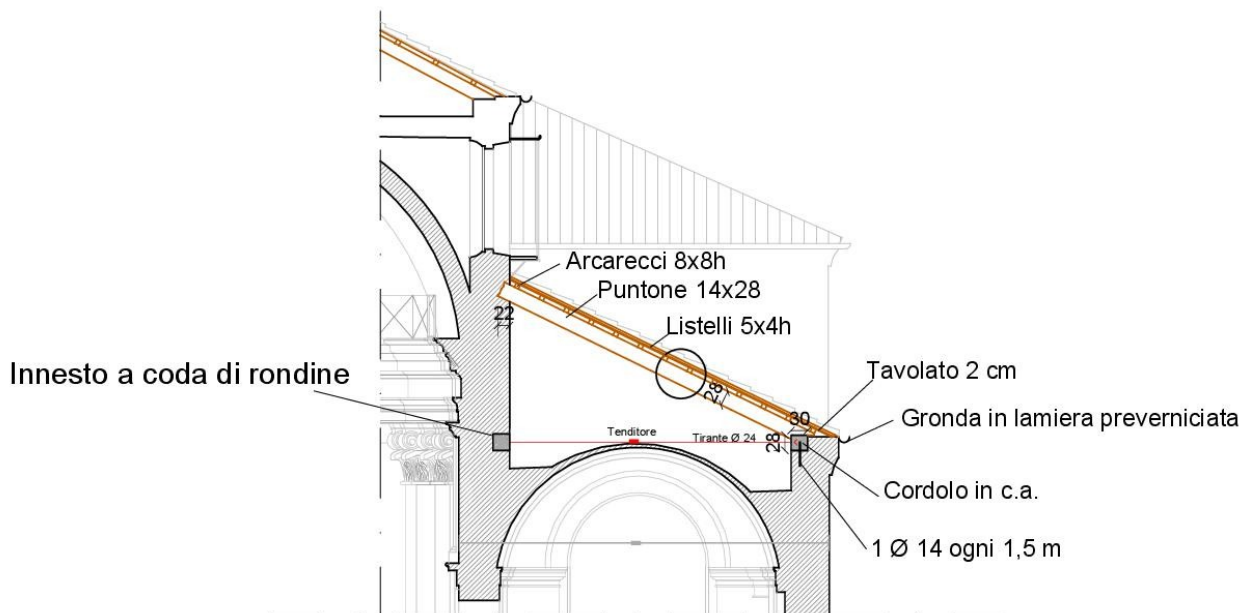 Arcarecci 8x8h
Puntone 14x28
22
Listelli 5x4h
Innesto a coda di rondine
Tavolato 2 cm
28
30
Gronda in lamiera preverniciata
Tenditore
Tirante Ø 24
28
Cordolo in c.a.
1 Ø 14 ogni 1,5 m